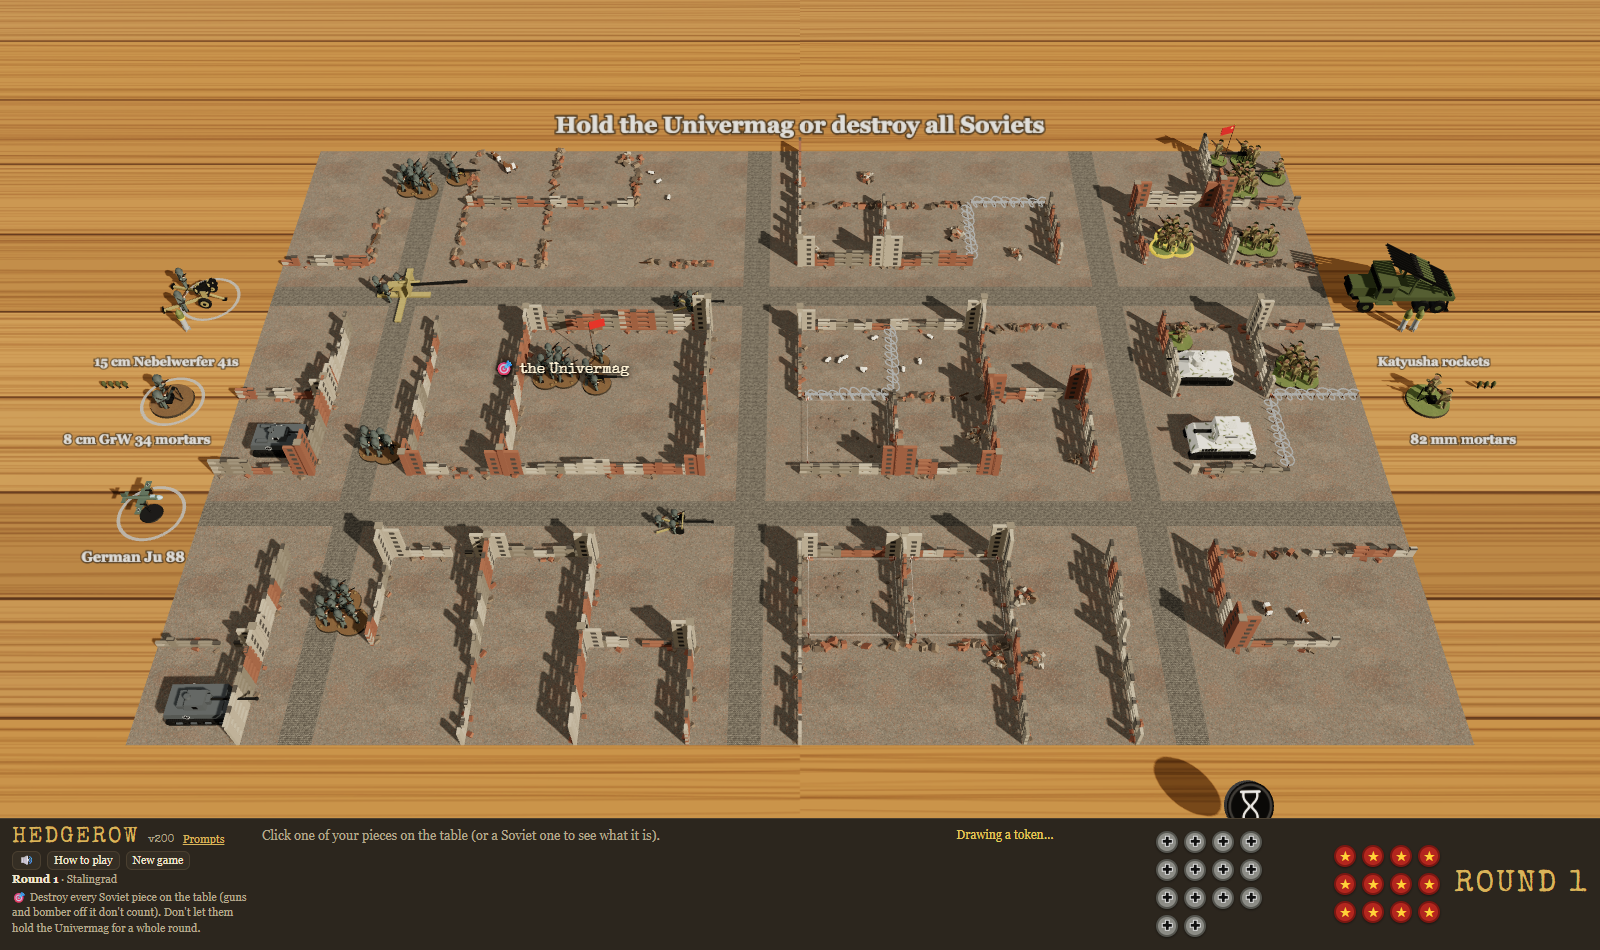 Hold the Univermag or destroy all Soviets
15 cm Nebelwerfer 41s
the Univermag
Katyusha rockets
8 cm GrW 34 mortars
82 mm mortars
German Ju 88
HEDGEROW v200 Prompts
How to play New game
Round 1 · Stalingrad
Destroy every Soviet piece on the table (guns
and bomber off it don't count). Don't let them
hold the Univermag for a whole round.
Click one of your pieces on the table (or a Soviet one to see what it is).
Drawing a token...
ROUND 1